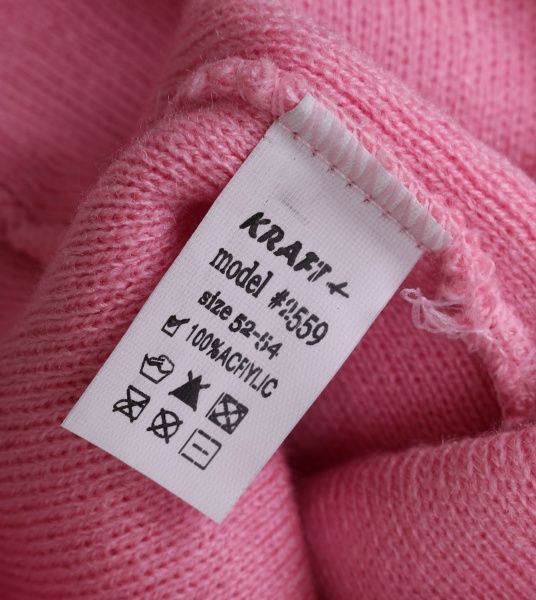 KRAFT+
model #2559
size 52-54
100%ACRYLIC